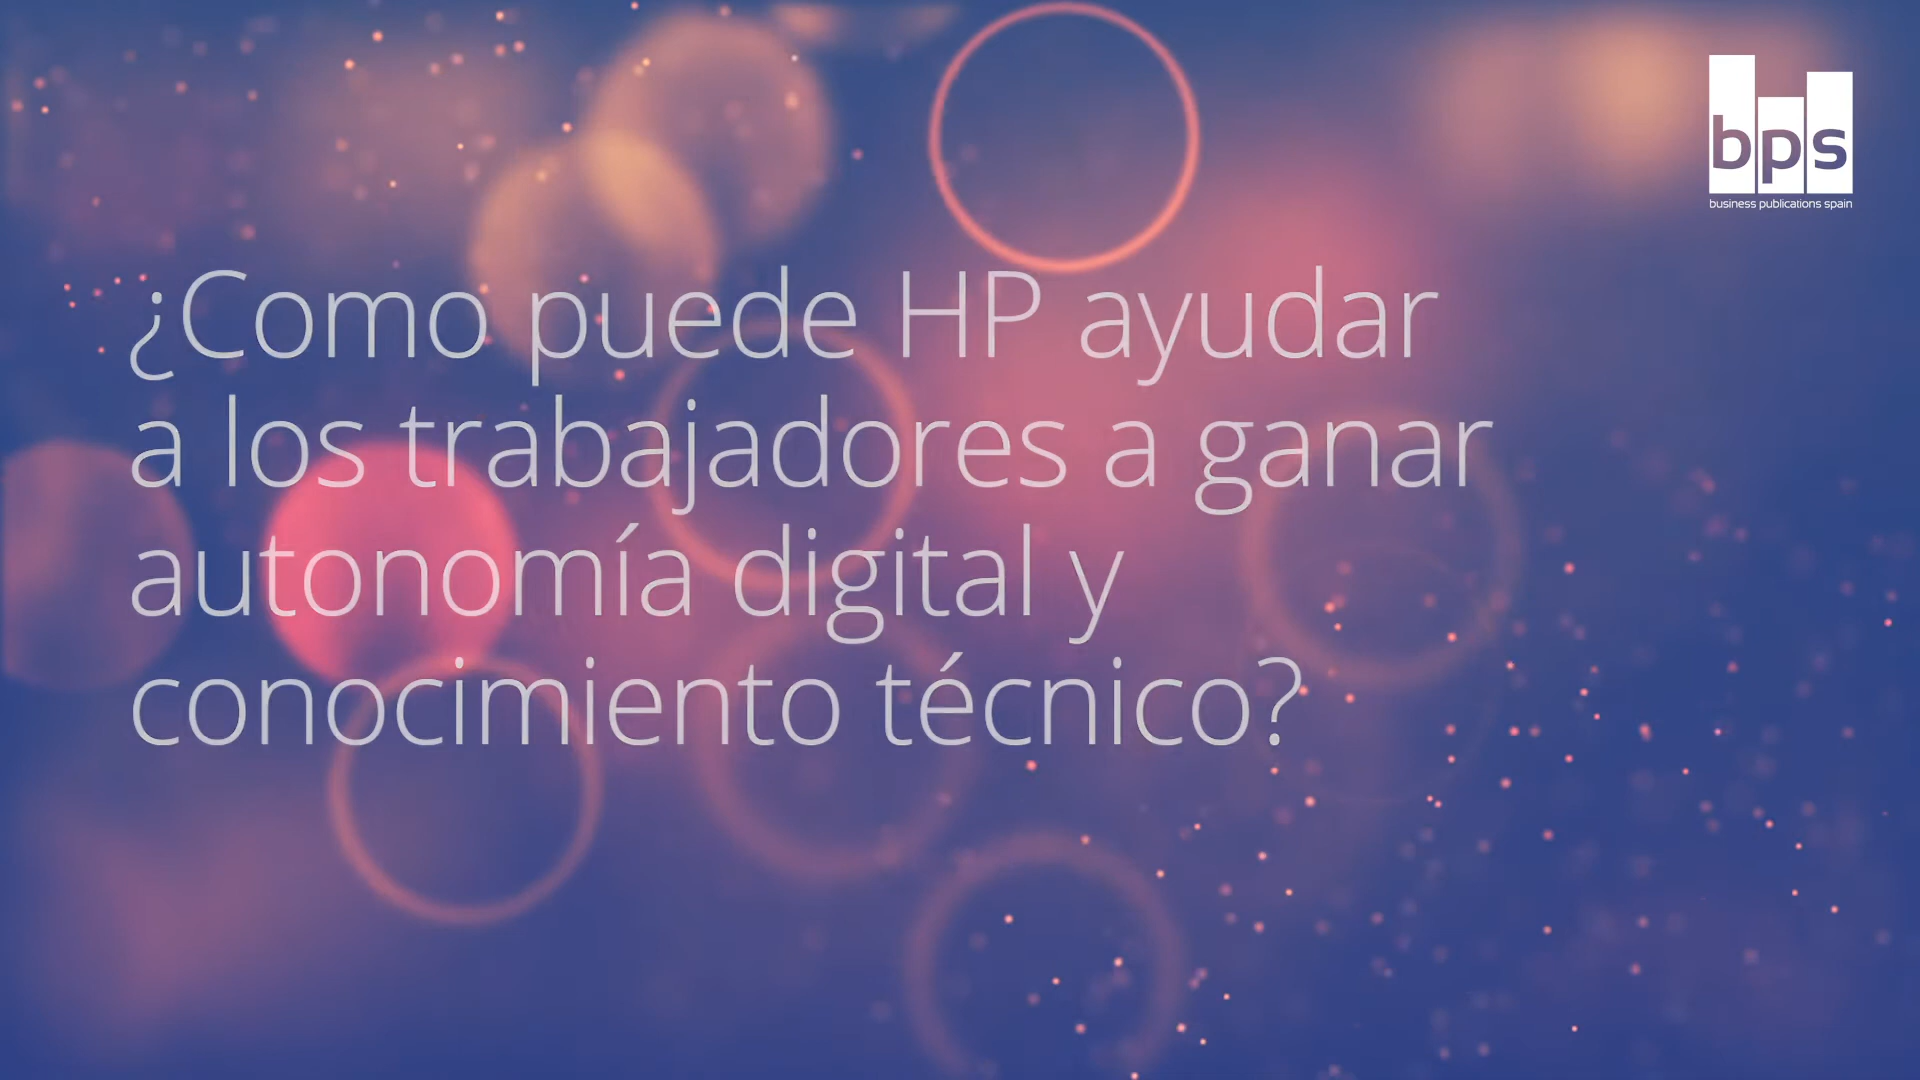 bps
business publications spain
¿Como puede HP ayudar
a los trabajadores a ganar
autonomía digital y
conocimiento técnico?